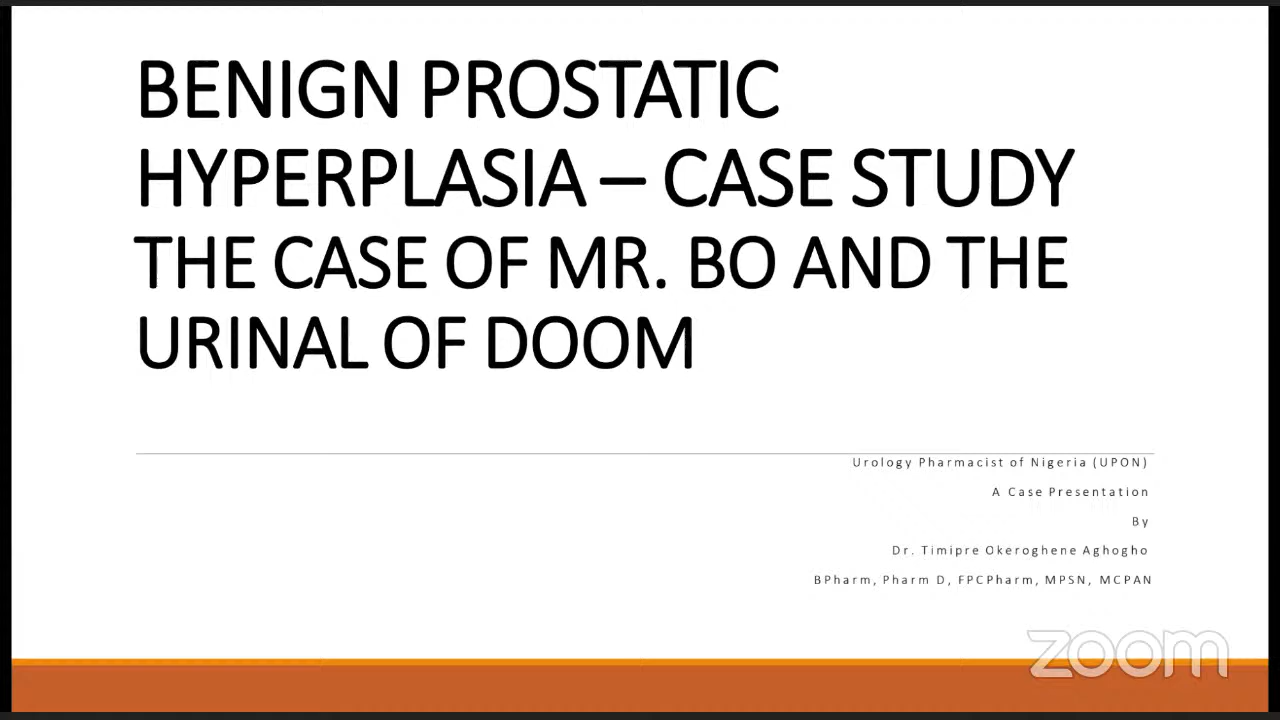 BENIGN PROSTATIC
HYPERPLASIA – CASE STUDY
THE CASE OF MR. BO AND THE
URINAL OF DOOM
Urology Pharmacist of Nigeria (UPON)
A Case Presentation
By
Dr. Timipre Okeroghene Aghogho
BPharm, Pharm D, FPCPharm, MPSN, MCPAN
zoom